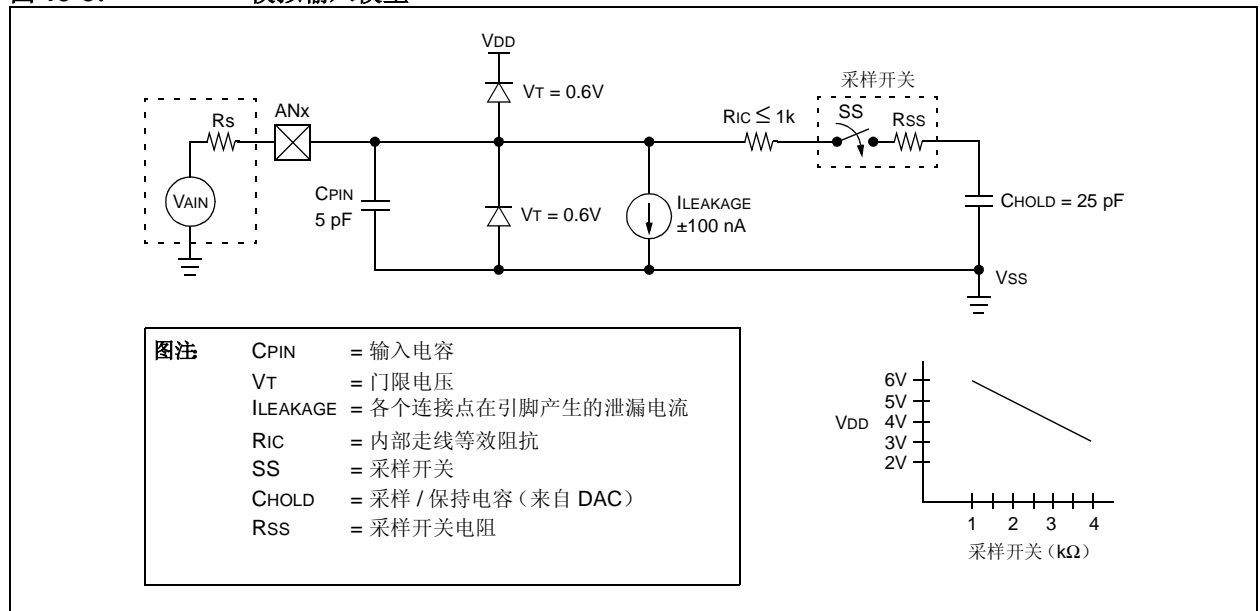 VDD
采样开关
VT = 0.6V
ANx
RIC ≤ 1k
SS
RSS
Rs
VAIN
CPIN
5 pF
VT = 0.6V
ILEAKAGE
±100 nA
CHOLD = 25 pF
VSS
图注:
CPIN = 输入电容
VT = 门限电压
ILEAKAGE = 各个连接点在引脚产生的泄漏电流
RIC = 内部走线等效阻抗
SS = 采样开关
CHOLD = 采样 / 保持电容（来自 DAC）
RSS = 采样开关电阻
6V
5V
VDD 4V
3V
2V
1 2 3 4
采样开关（kΩ）